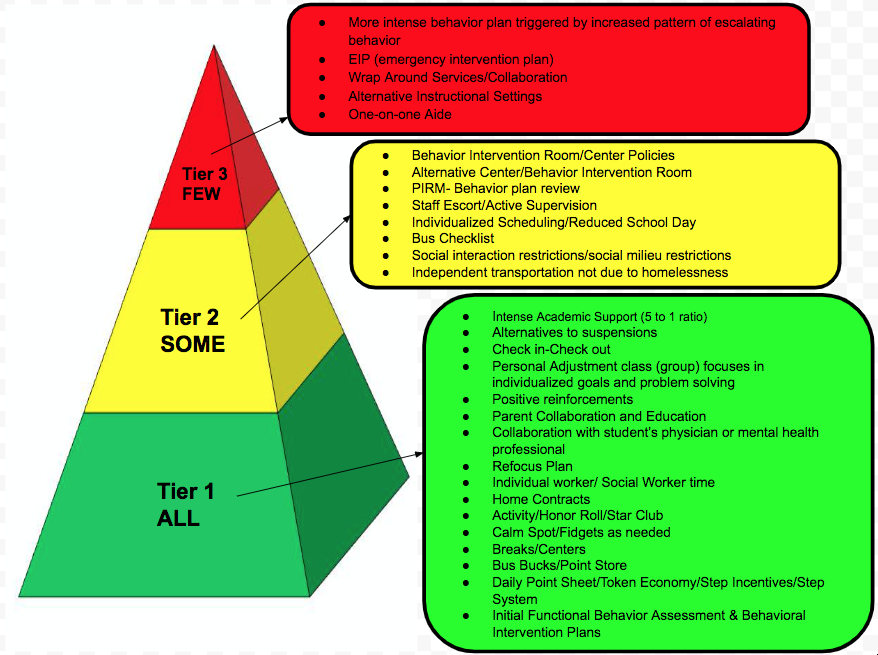 ● More intense behavior plan triggered by increased pattern of escalating
behavior
● EIP (emergency intervention plan)
● Wrap Around Services/Collaboration
● Alternative Instructional Settings
● One-on-one Aide
Tier 3
FEW
● Behavior Intervention Room/Center Policies
● Alternative Center/Behavior Intervention Room
● PIRM- Behavior plan review
● Staff Escort/Active Supervision
● Individualized Scheduling/Reduced School Day
● Bus Checklist
● Social interaction restrictions/social milieu restrictions
● Independent transportation not due to homelessness
Tier 2
SOME
● Intense Academic Support (5 to 1 ratio)
● Alternatives to suspensions
● Check in-Check out
● Personal Adjustment class (group) focuses in
individualized goals and problem solving
● Positive reinforcements
● Parent Collaboration and Education
● Collaboration with student's physician or mental health
professional
● Refocus Plan
● Individual worker/ Social Worker time
● Home Contracts
● Activity/Honor Roll/Star Club
● Calm Spot/Fidgets as needed
● Breaks/Centers
● Bus Bucks/Point Store
● Daily Point Sheet/Token Economy/Step Incentives/Step
System
● Initial Functional Behavior Assessment & Behavioral
Intervention Plans
Tier 1
ALL